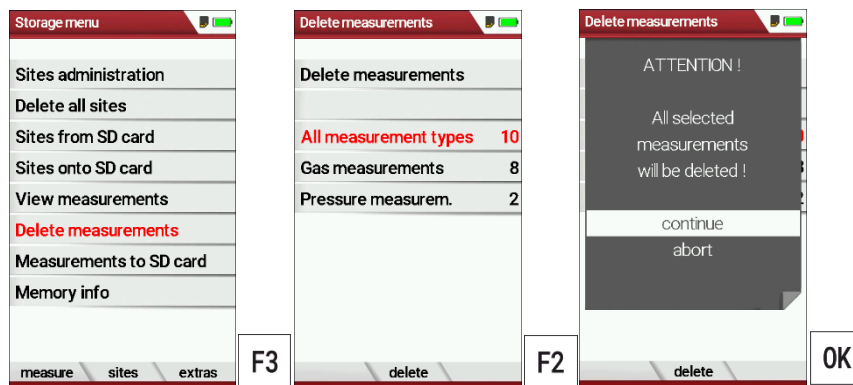 Storage menu
Sites administration
Delete all sites
Sites from SD card
Sites onto SD card
View measurements
Delete measurements
Measurements to SD card
Memory info
measure sites extras
F3
Delete measurements
Delete measurements
All measurement types 10
Gas measurements 8
Pressure measurem. 2
delete
F2
Delete measurements
ATTENTION !
All selected
measurements
will be deleted !
continue
abort
delete
OK